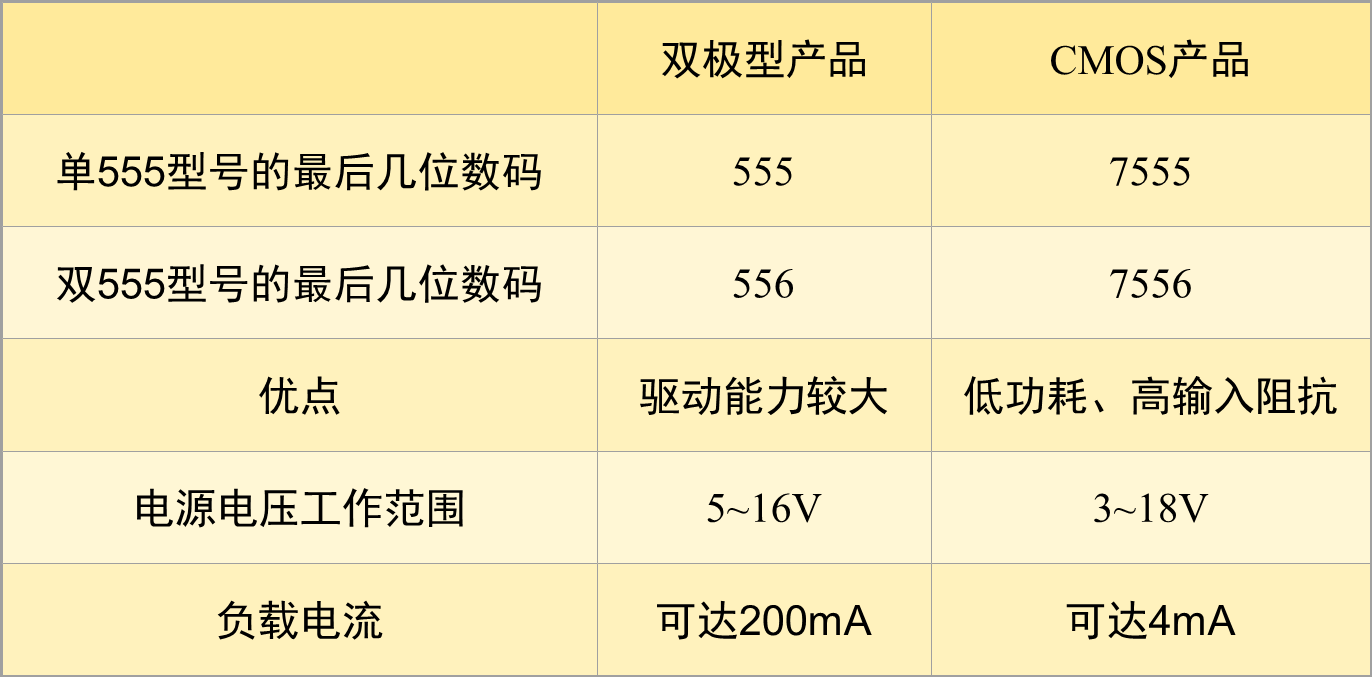 双极型产品 CMOS产品
单555型号的最后几位数码 555 7555
双555型号的最后几位数码 556 7556
优点 驱动能力较大 低功耗、高输入阻抗
电源电压工作范围 5~16V 3~18V
负载电流 可达200mA 可达4mA